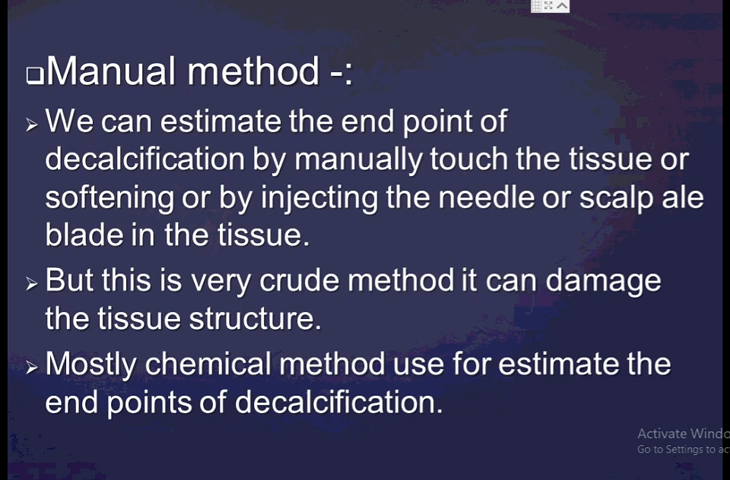 ❑Manual method -:
➢ We can estimate the end point of
decalcification by manually touch the tissue or
softening or by injecting the needle or scalp ale
blade in the tissue.
➢ But this is very crude method it can damage
the tissue structure.
➢ Mostly chemical method use for estimate the
end points of decalcification.
Activate Windo
Go to Settings to ac